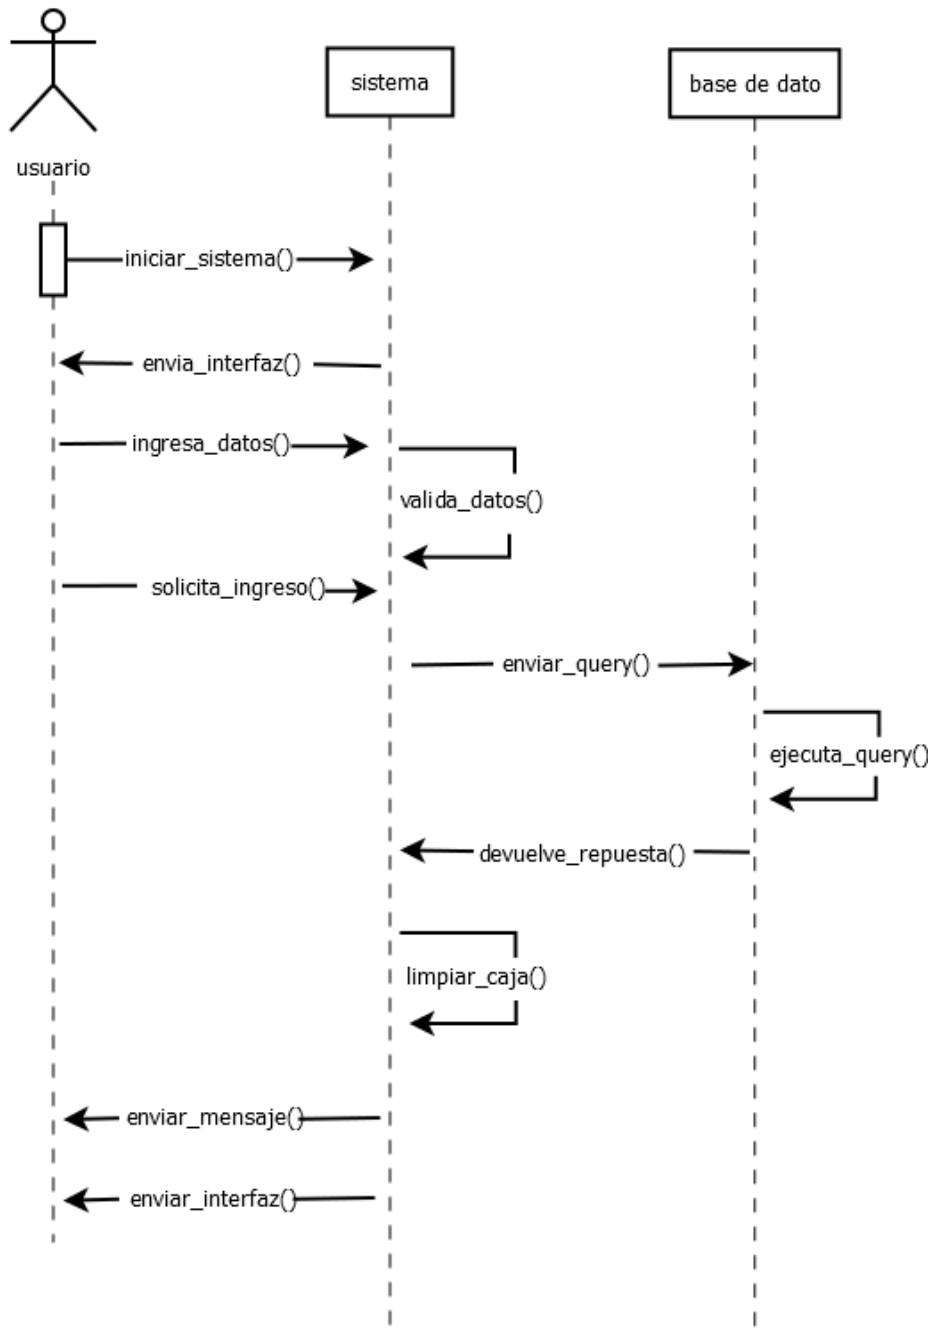 sistema
base de dato
usuario
iniciar_sistema()
envia_interfaz()
ingresa_datos()
valida_datos()
solicita_ingreso()
enviar_query()
ejecuta_query()
devuelve_repuesta()
limpiar_caja()
enviar_mensaje()
enviar_interfaz()